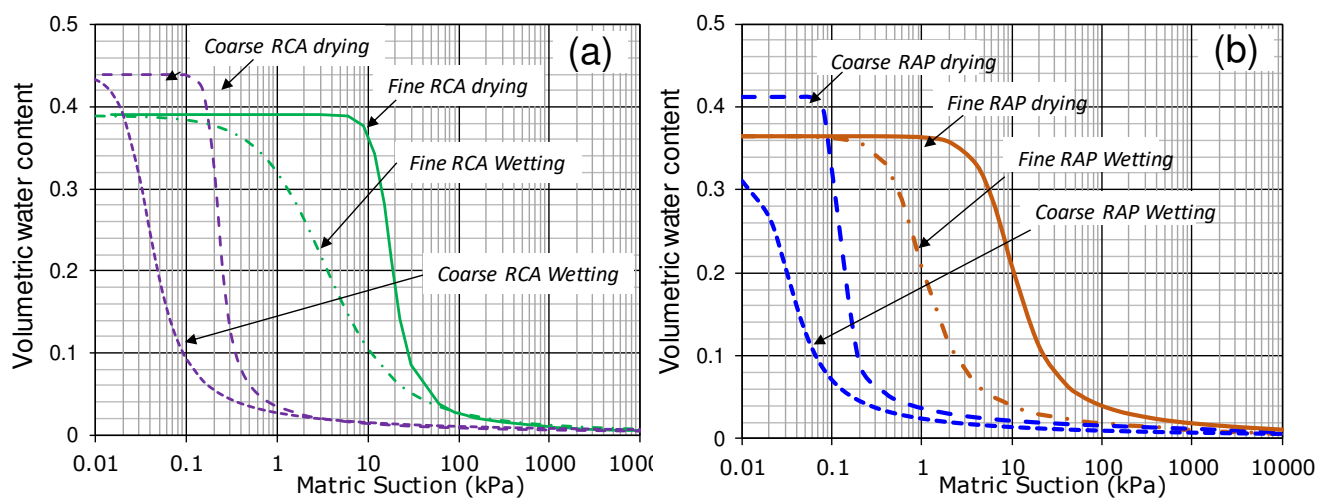 0.5
0.4
0.3
0.2
0.1
0
Volumetric water content
(a)
Coarse RCA drying
Fine RCA drying
Fine RCA Wetting
Coarse RCA Wetting
0.01 0.1 1 10 100 1000 1000
Matric Suction (kPa)
0.5
0.4
0.3
0.2
0.1
0
Volumetric water content
(b)
Coarse RAP drying
Fine RAP drying
Fine RAP Wetting
Coarse RAP Wetting
0.01 0.1 1 10 100 1000 10000
Matric Suction (kPa)